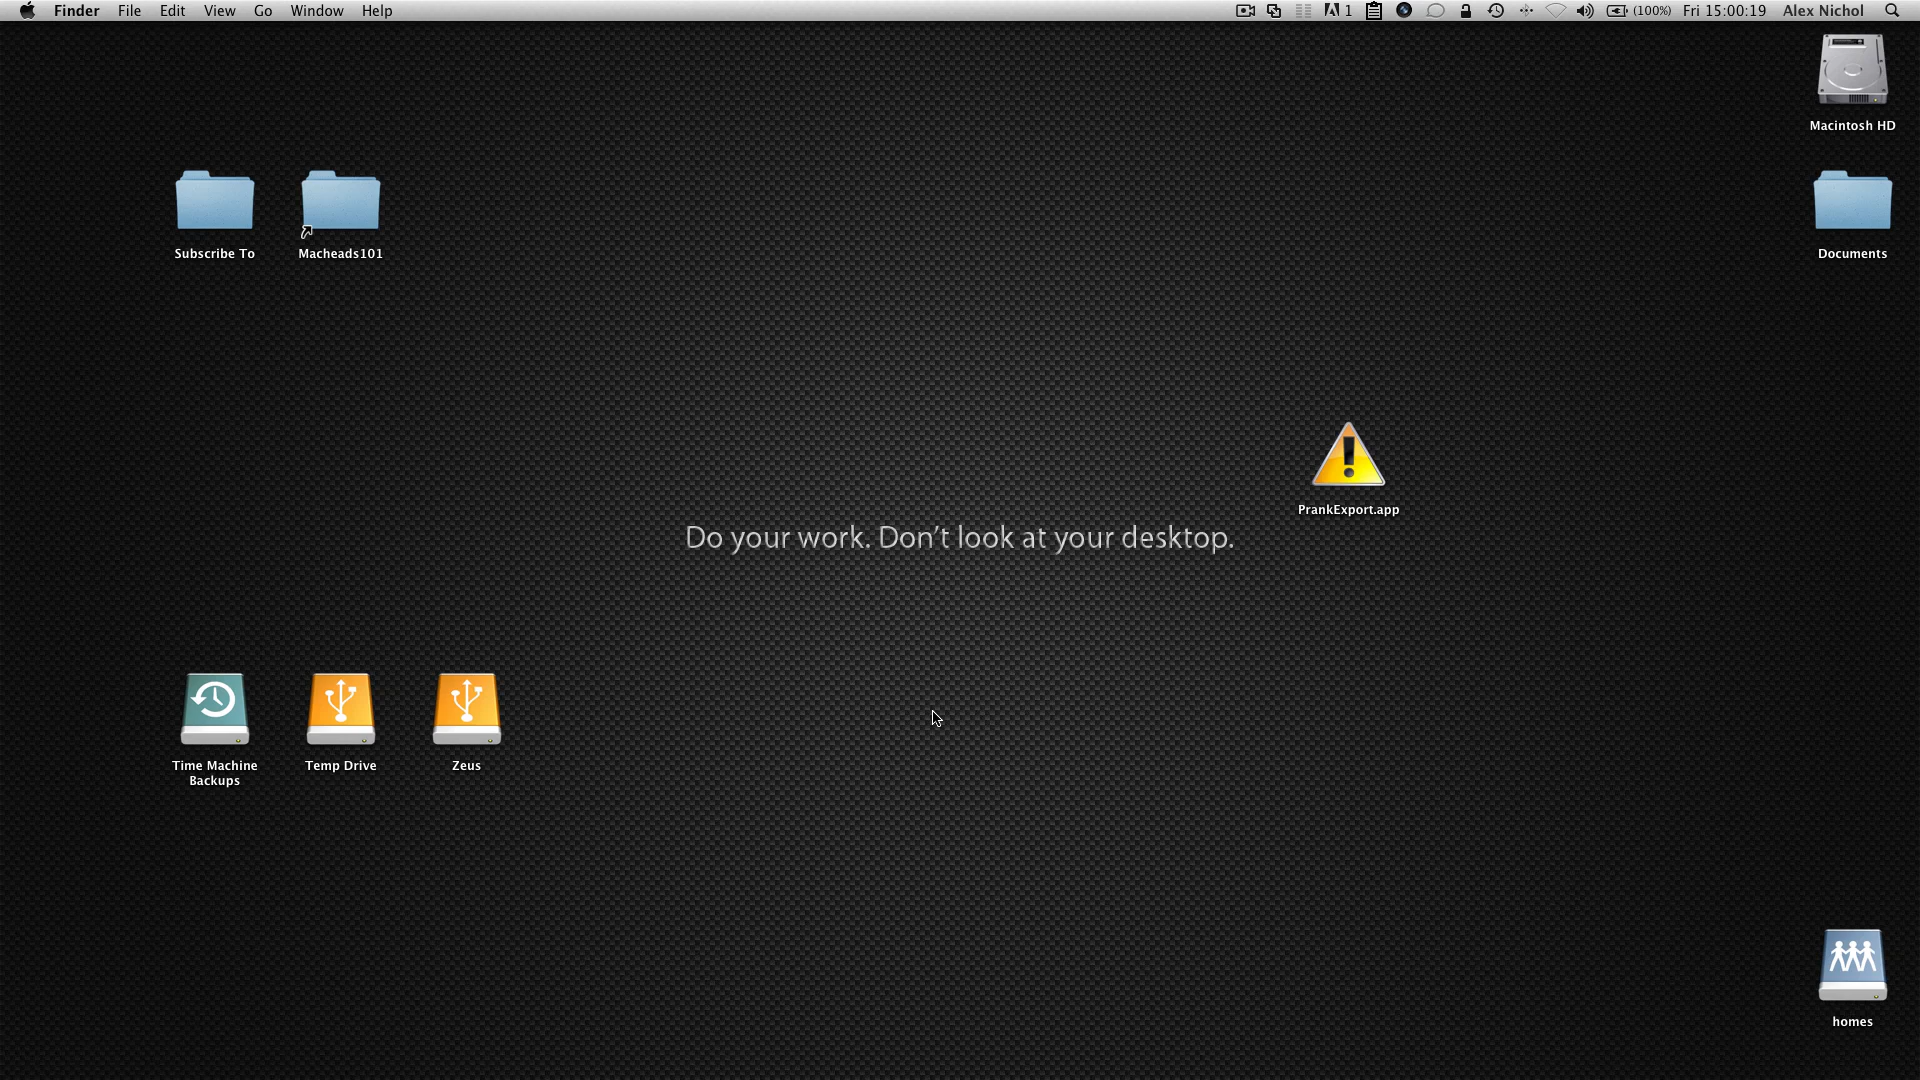 Finder File Edit View Go Window Help
1 (100%) Fri 15:00:19 Alex Nichol
Macintosh HD
Subscribe To Macheads101 Documents
PrankExport.app
Do your work. Don't look at your desktop.
Time Machine
Backups
Temp Drive
Zeus
homes